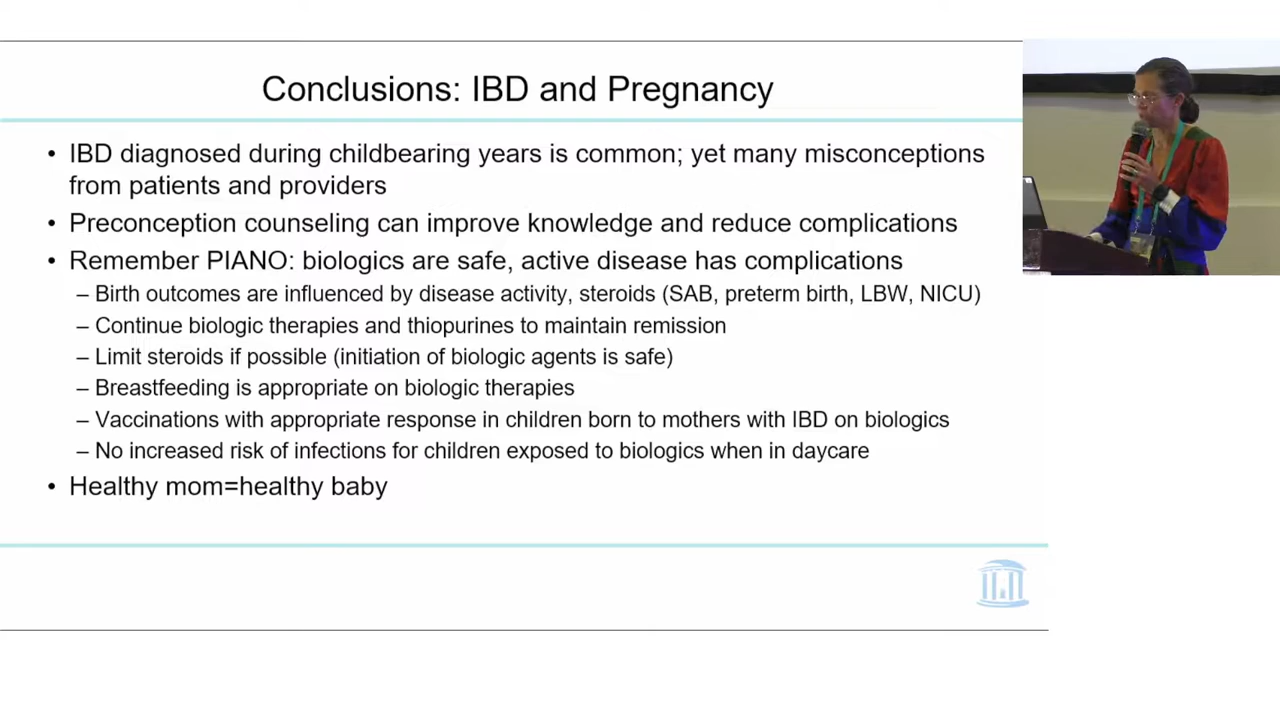 Conclusions: IBD and Pregnancy
• IBD diagnosed during childbearing years is common; yet many misconceptions
from patients and providers
• Preconception counseling can improve knowledge and reduce complications
• Remember PIANO: biologics are safe, active disease has complications
– Birth outcomes are influenced by disease activity, steroids (SAB, preterm birth, LBW, NICU)
– Continue biologic therapies and thiopurines to maintain remission
– Limit steroids if possible (initiation of biologic agents is safe)
– Breastfeeding is appropriate on biologic therapies
– Vaccinations with appropriate response in children born to mothers with IBD on biologics
– No increased risk of infections for children exposed to biologics when in daycare
• Healthy mom=healthy baby